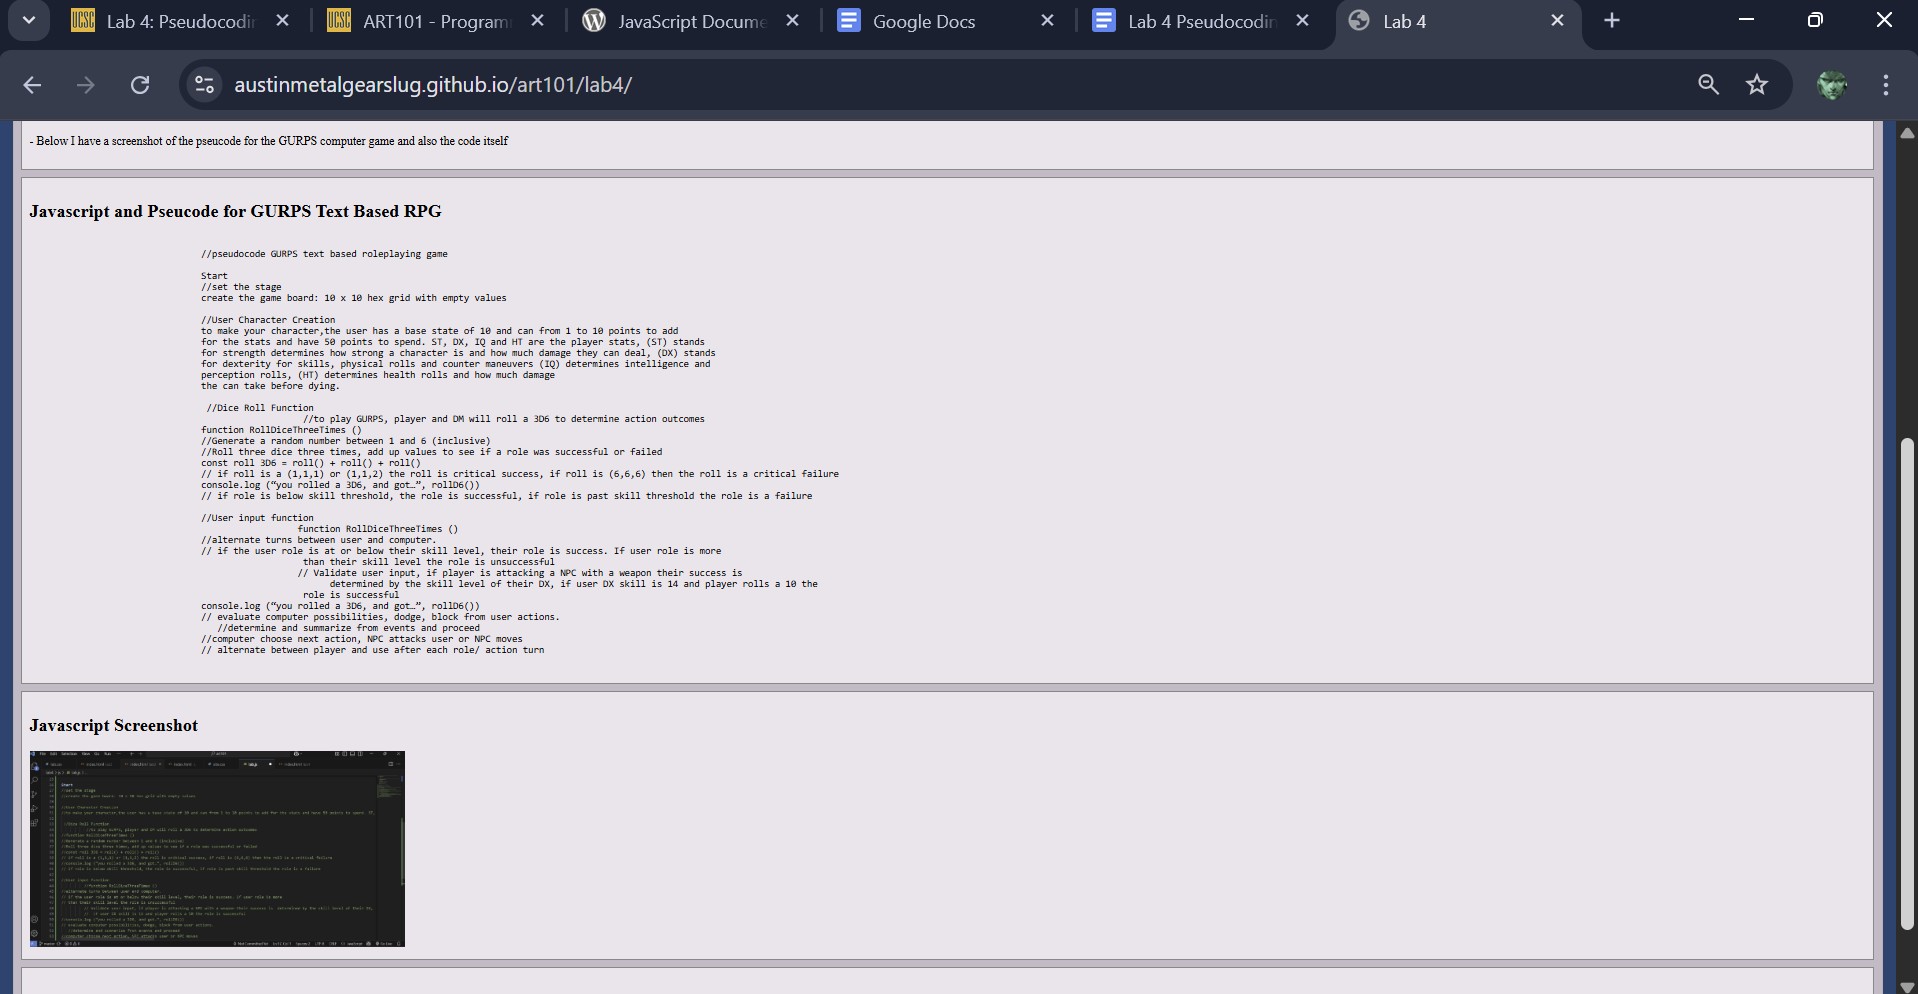 Lab 4: Pseudocodin
ART101 - Program
JavaScript Docume
Google Docs
Lab 4 Pseudocodin
Lab 4
austinmetalgearslug.github.io/art101/lab4/
- Below I have a screenshot of the pseucode for the GURPS computer game and also the code itself
Javascript and Pseucode for GURPS Text Based RPG
//pseudocode GURPS text based roleplaying game
Start
//set the stage
create the game board: 10 x 10 hex grid with empty values
//User Character Creation
to make your character,the user has a base state of 10 and can from 1 to 10 points to add
for the stats and have 50 points to spend. ST, DX, IQ and HT are the player stats, (ST) stands
for strength determines how strong a character is and how much damage they can deal, (DX) stands
for dexterity for skills, physical rolls and counter maneuvers (IQ) determines intelligence and
perception rolls, (HT) determines health rolls and how much damage
the can take before dying.
//Dice Roll Function
//to play GURPS, player and DM will roll a 3D6 to determine action outcomes
function RollDiceThreeTimes ()
//Generate a random number between 1 and 6 (inclusive)
//Roll three dice three times, add up values to see if a role was successful or failed
const roll 3D6 = roll() + roll() + roll()
// if roll is a (1,1,1) or (1,1,2) the roll is critical success, if roll is (6,6,6) then the roll is a critical failure
console.log (“you rolled a 3D6, and got…”, rollD6())
// if role is below skill threshold, the role is successful, if role is past skill threshold the role is a failure
//User input function
function RollDiceThreeTimes ()
//alternate turns between user and computer.
// if the user role is at or below their skill level, their role is success. If user role is more
than their skill level the role is unsuccessful
// Validate user input, if player is attacking a NPC with a weapon their success is
determined by the skill level of their DX, if user DX skill is 14 and player rolls a 10 the
role is successful
console.log (“you rolled a 3D6, and got…”, rollD6())
// evaluate computer possibilities, dodge, block from user actions.
//determine and summarize from events and proceed
//computer choose next action, NPC attacks user or NPC moves
// alternate between player and use after each role/ action turn
Javascript Screenshot